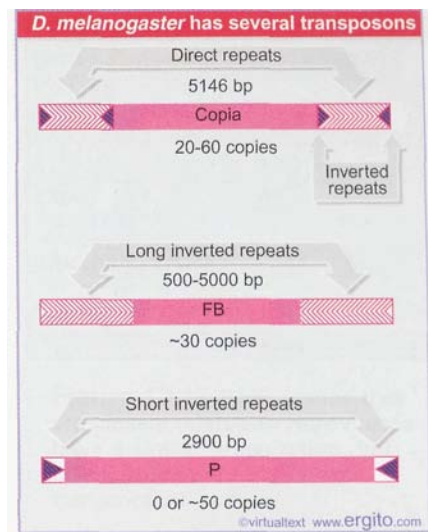 D. melanogaster has several transposons
Direct repeats
5146 bp
Copia
20-60 copies
Inverted
repeats
Long inverted repeats
500-5000 bp
FB
~30 copies
Short inverted repeats
2900 bp
P
0 or ~50 copies
©virtualtext www.ergito.com